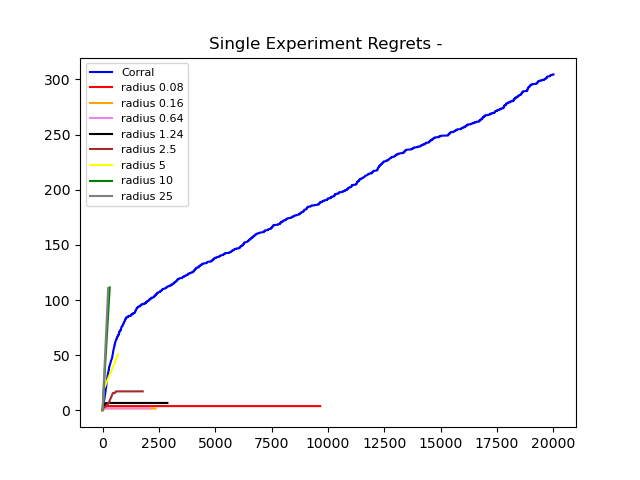 Single Experiment Regrets -
300
250
200
150
100
50
0
Corral
radius 0.08
radius 0.16
radius 0.64
radius 1.24
radius 2.5
radius 5
radius 10
radius 25
0 2500 5000 7500 10000 12500 15000 17500 20000